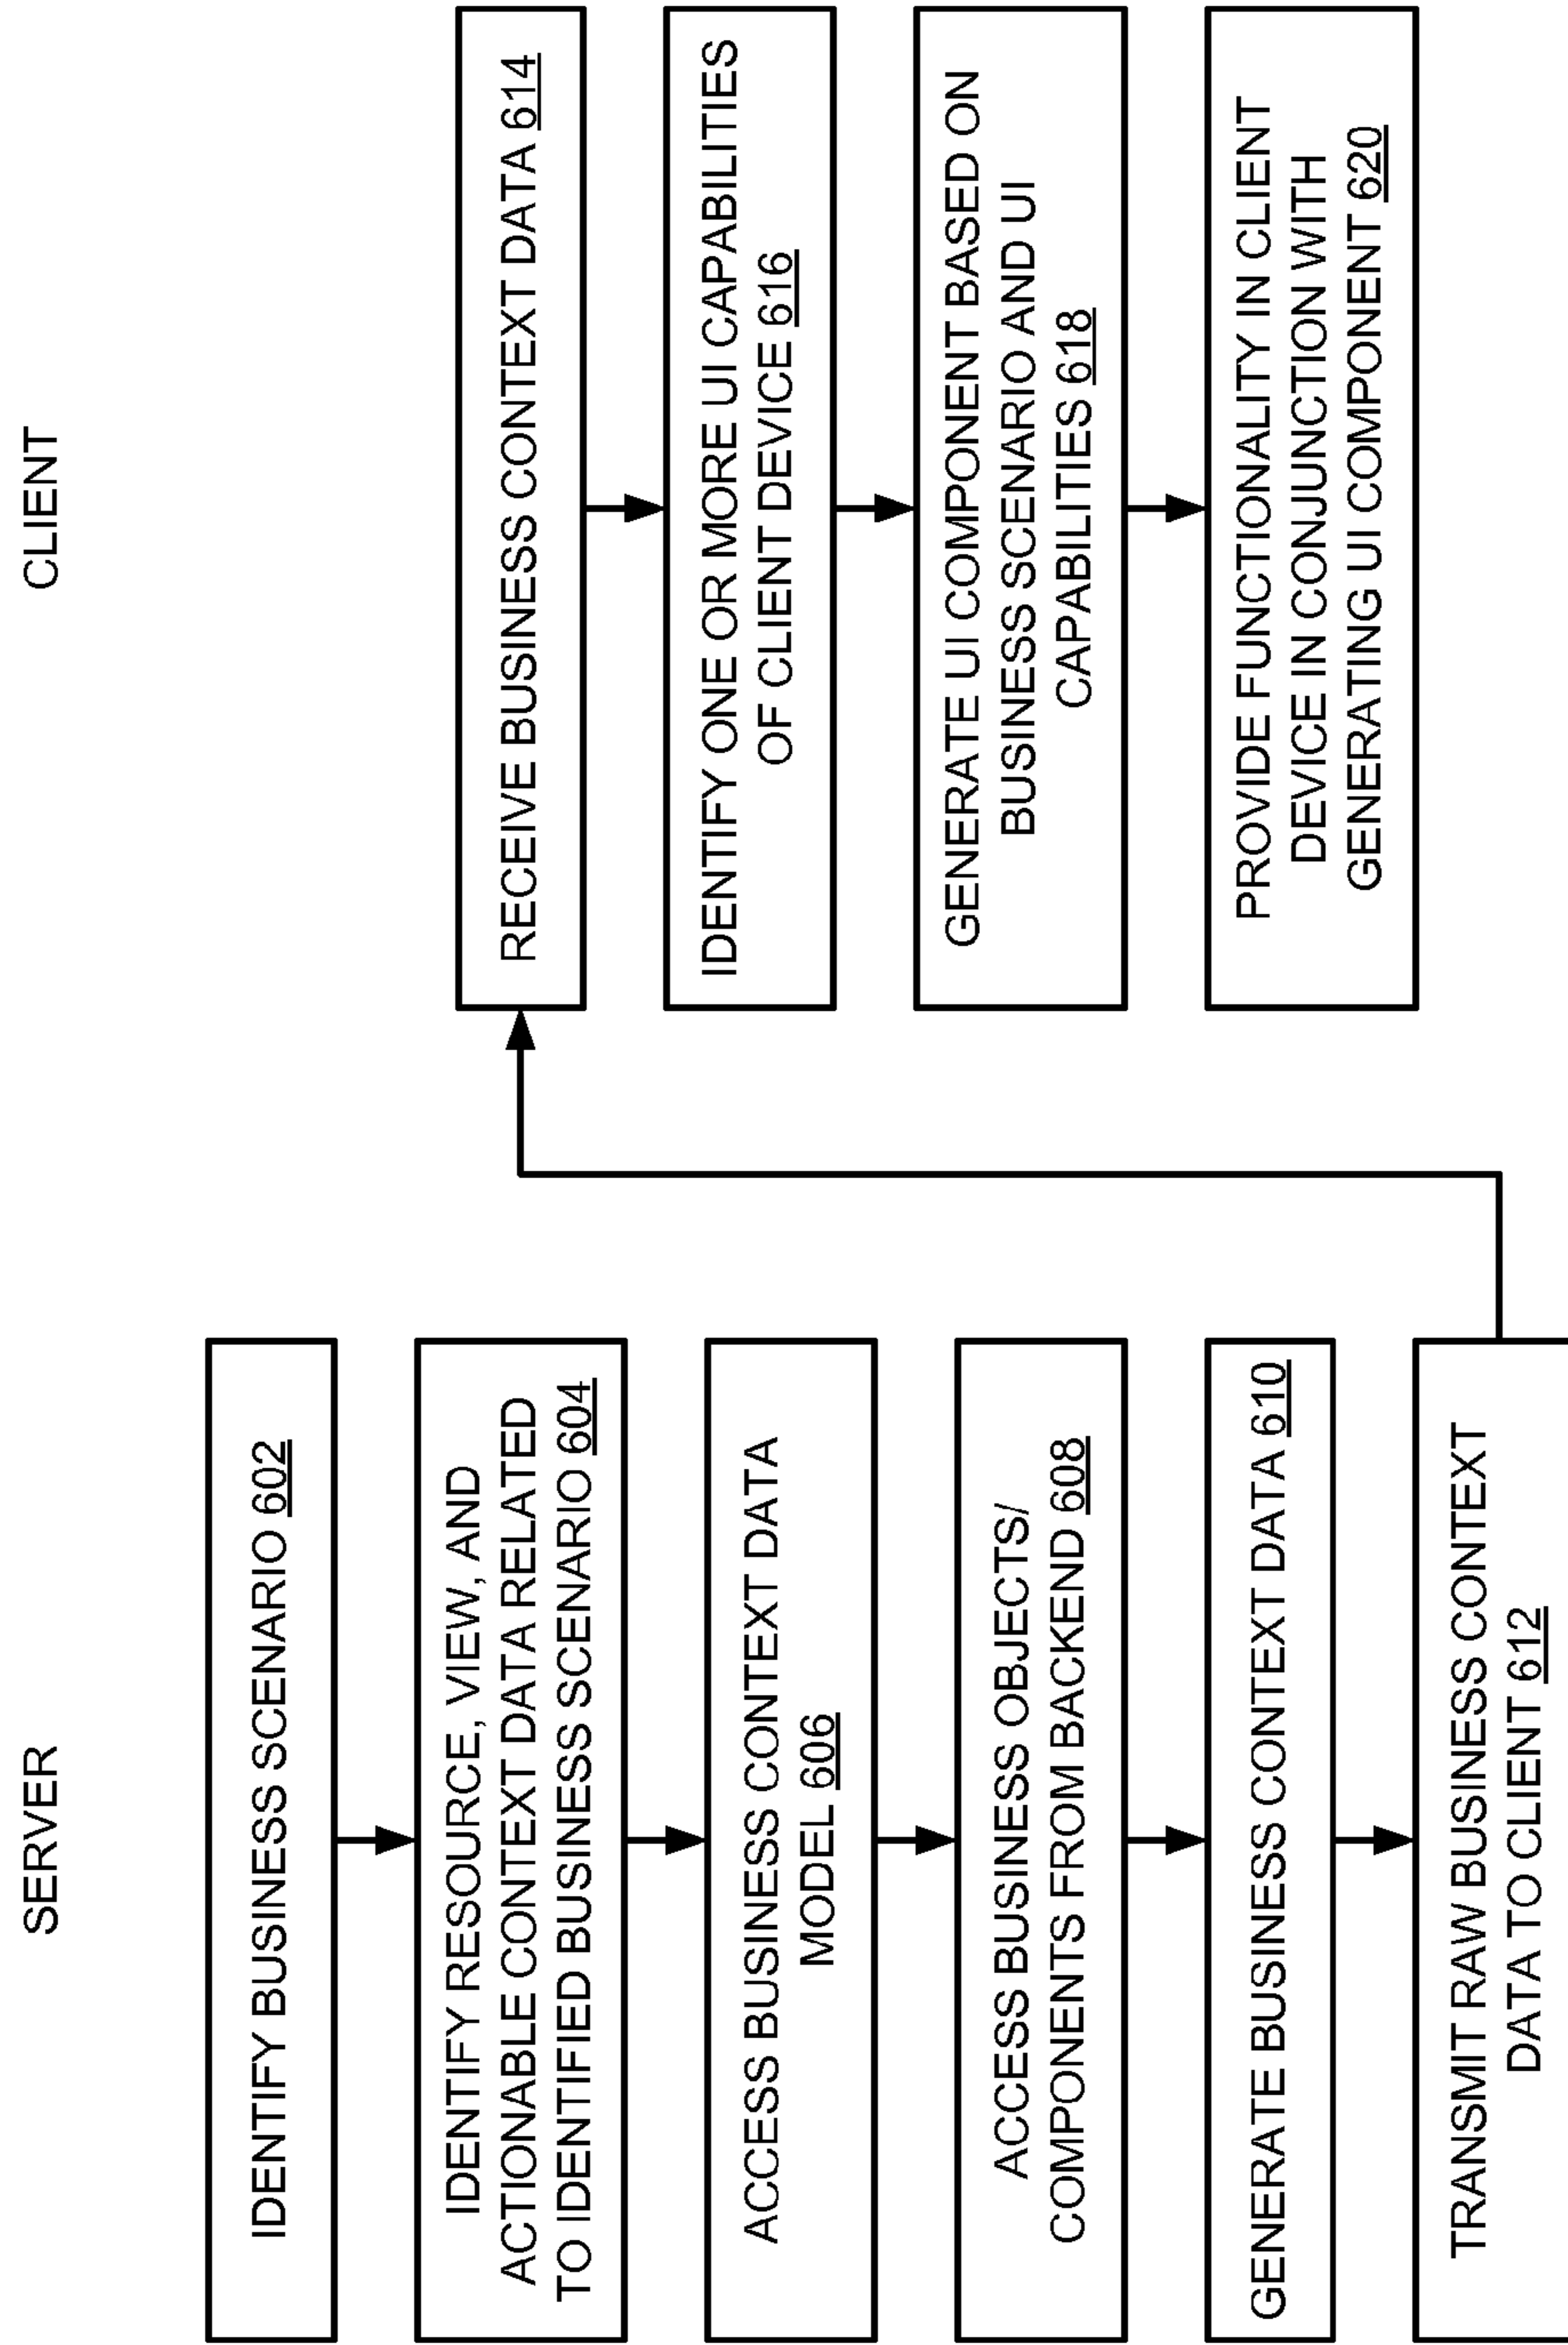 SERVER
IDENTIFY BUSINESS SCENARIO 602
IDENTIFY RESOURCE, VIEW, AND
ACTIONABLE CONTEXT DATA RELATED
TO IDENTIFIED BUSINESS SCENARIO 604
ACCESS BUSINESS CONTEXT DATA
MODEL 606
ACCESS BUSINESS OBJECTS/
COMPONENTS FROM BACKEND 608
GENERATE BUSINESS CONTEXT DATA 610
TRANSMIT RAW BUSINESS CONTEXT
DATA TO CLIENT 612
CLIENT
RECEIVE BUSINESS CONTEXT DATA 614
IDENTIFY ONE OR MORE UI CAPABILITIES
OF CLIENT DEVICE 616
GENERATE UI COMPONENT BASED ON
BUSINESS SCENARIO AND UI
CAPABILITIES 618
PROVIDE FUNCTIONALITY IN CLIENT
DEVICE IN CONJUNCTION WITH
GENERATING UI COMPONENT 620